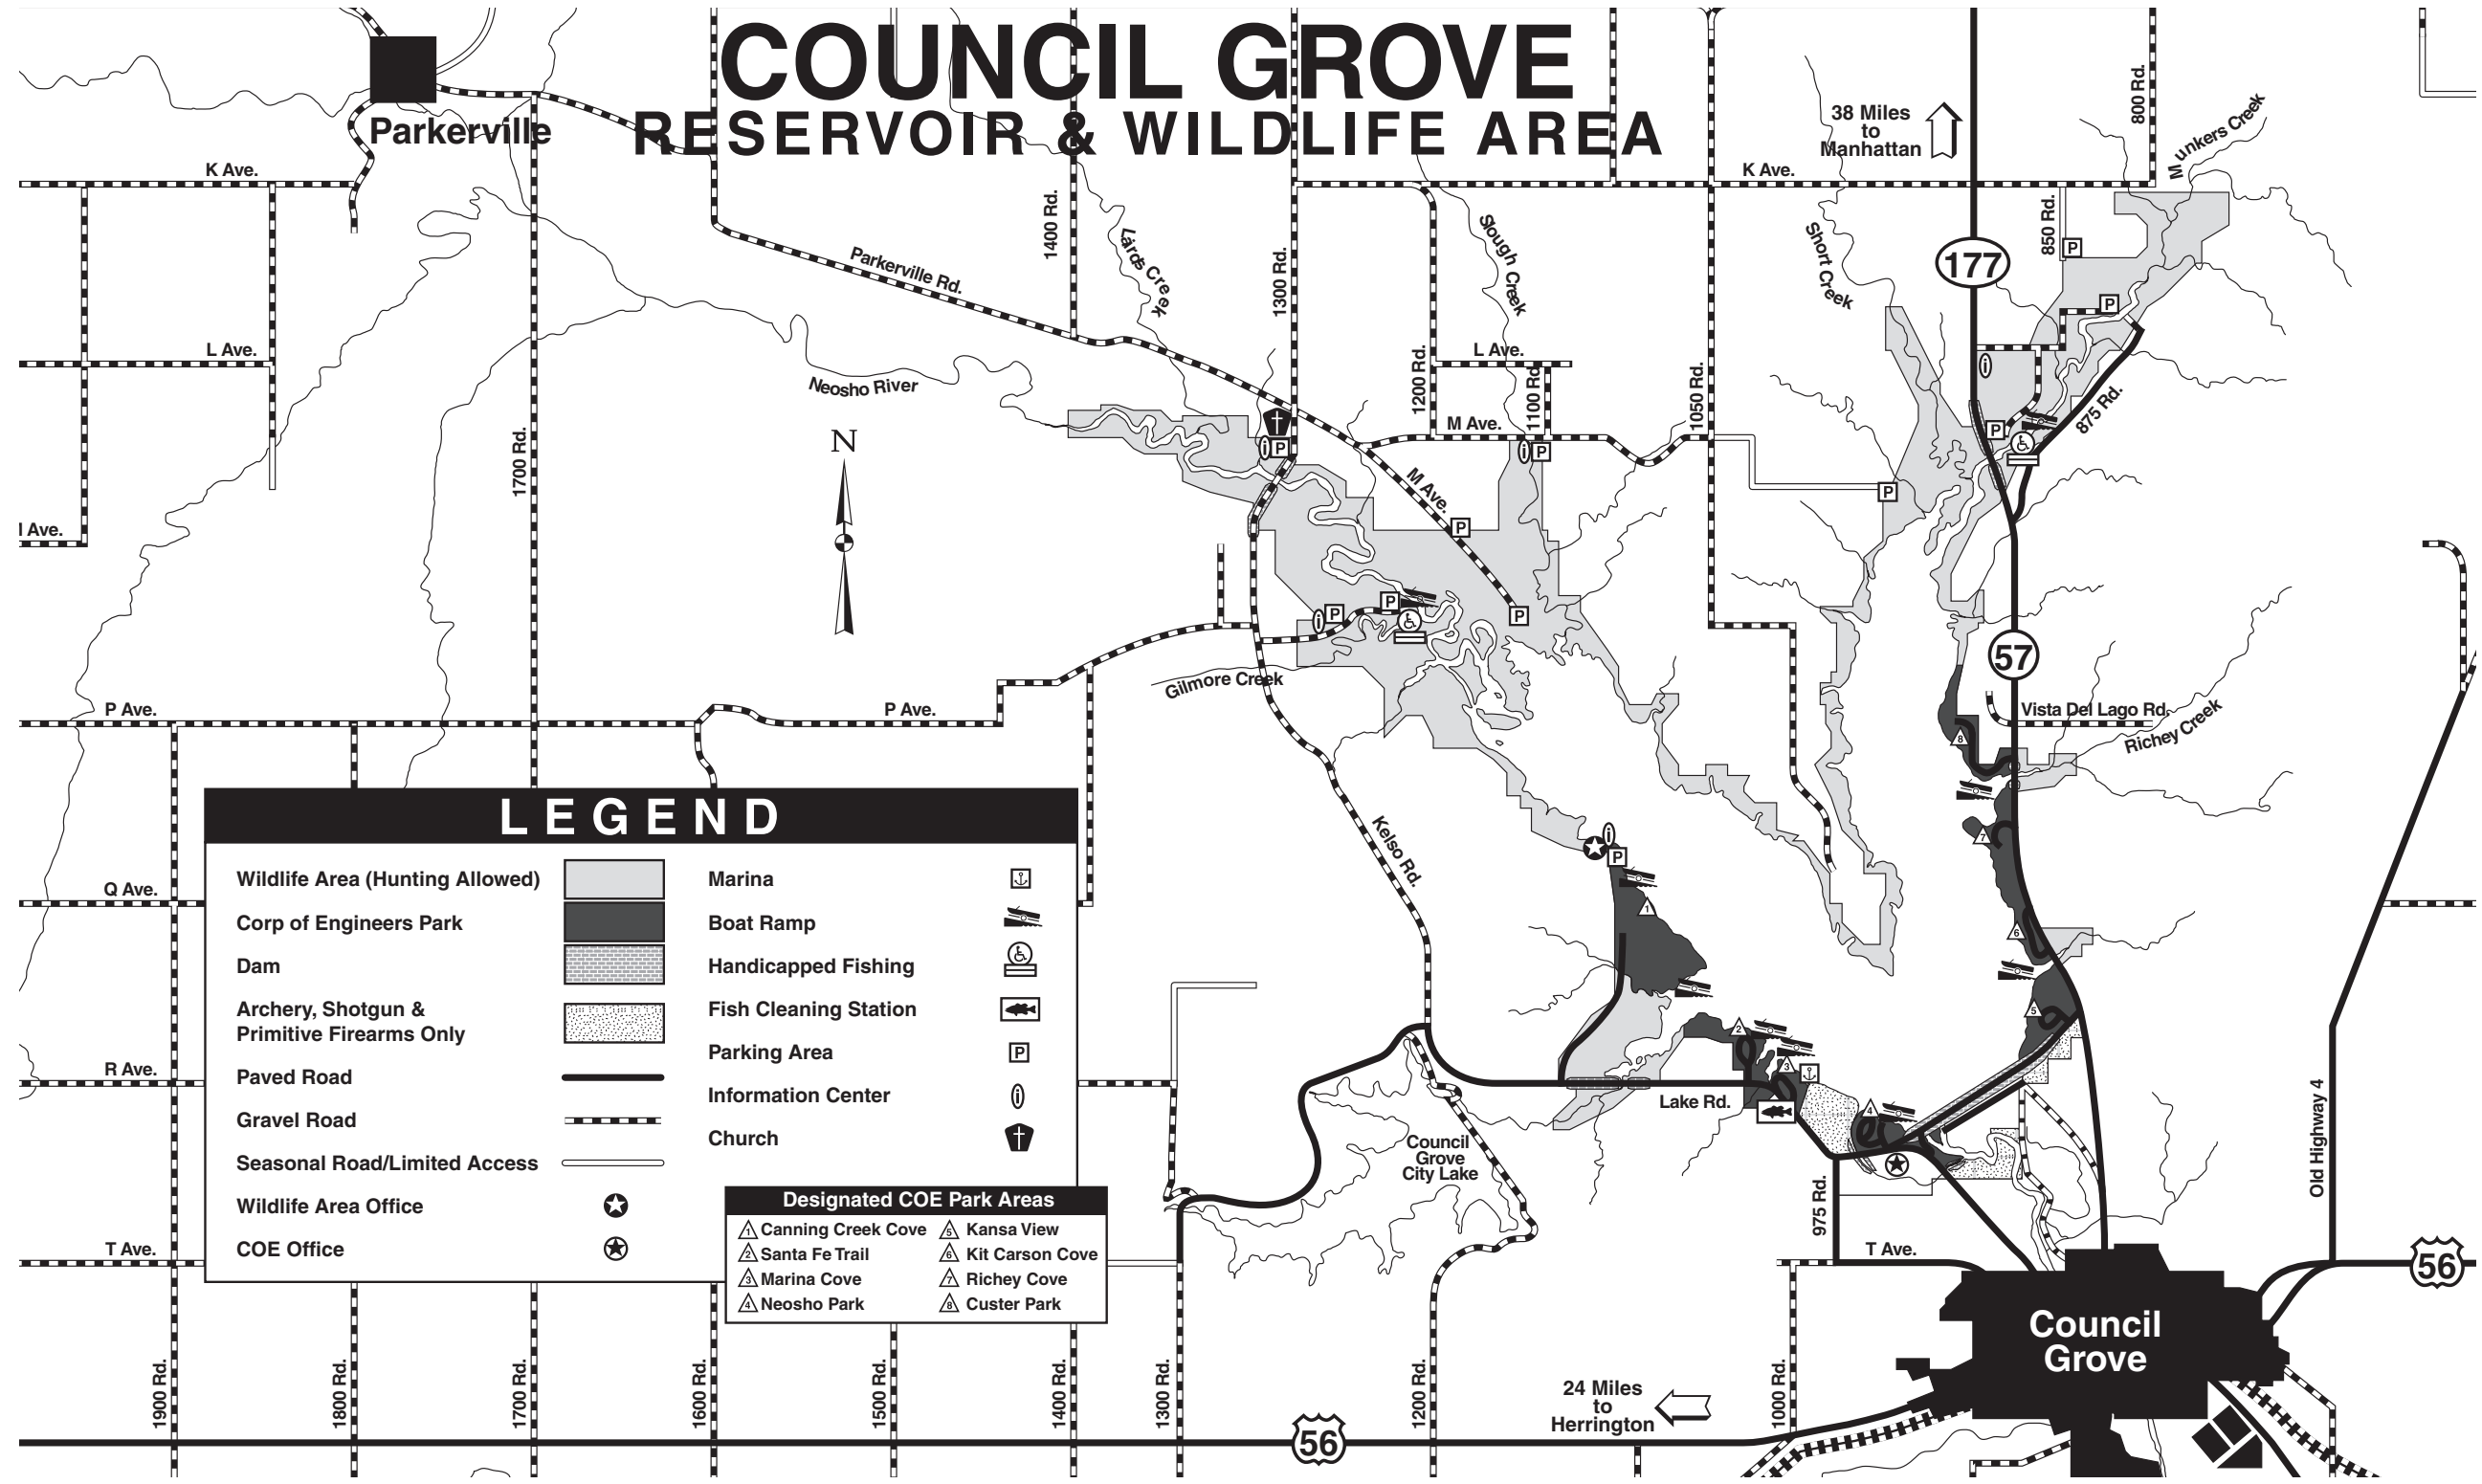 COUNCIL GROVE
RESERVOIR & WILDLIFE AREA
Parkerville
38 Miles
to
Manhattan
800 Rd.
Munkers Creek
K Ave.
K Ave.
1400 Rd.
Lards Creek
1300 Rd.
Slough Creek
Short Creek
177
850 Rd.
P
P
Parkerville Rd.
L Ave.
Neosho River
1200 Rd.
L Ave.
1100 Rd.
1050 Rd.
i
875 Rd.
M Ave.
P
i P
i P
N
1700 Rd.
M Ave.
P
P
I Ave.
P
i P
P
57
Gilmore Creek
P Ave.
P Ave.
Vista Del Lago Rd.
Richey Creek
8
7
Kelso Rd.
i
P
1
6
5
2
3
4
LEGEND
Wildlife Area (Hunting Allowed)
Corp of Engineers Park
Dam
Archery, Shotgun &
Primitive Firearms Only
Paved Road
Gravel Road
Seasonal Road/Limited Access
Wildlife Area Office
COE Office
Marina
Boat Ramp
Handicapped Fishing
Fish Cleaning Station
Parking Area P
Information Center i
Church
Designated COE Park Areas
1 Canning Creek Cove
2 Santa Fe Trail
3 Marina Cove
4 Neosho Park
5 Kansa View
6 Kit Carson Cove
7 Richey Cove
8 Custer Park
Q Ave.
R Ave.
T Ave.
Lake Rd.
Council
Grove
City Lake
975 Rd.
T Ave.
Old Highway 4
56
Council
Grove
1900 Rd.
1800 Rd.
1700 Rd.
1600 Rd.
1500 Rd.
1400 Rd.
1300 Rd.
1200 Rd.
24 Miles
to
Herrington
1000 Rd.
56